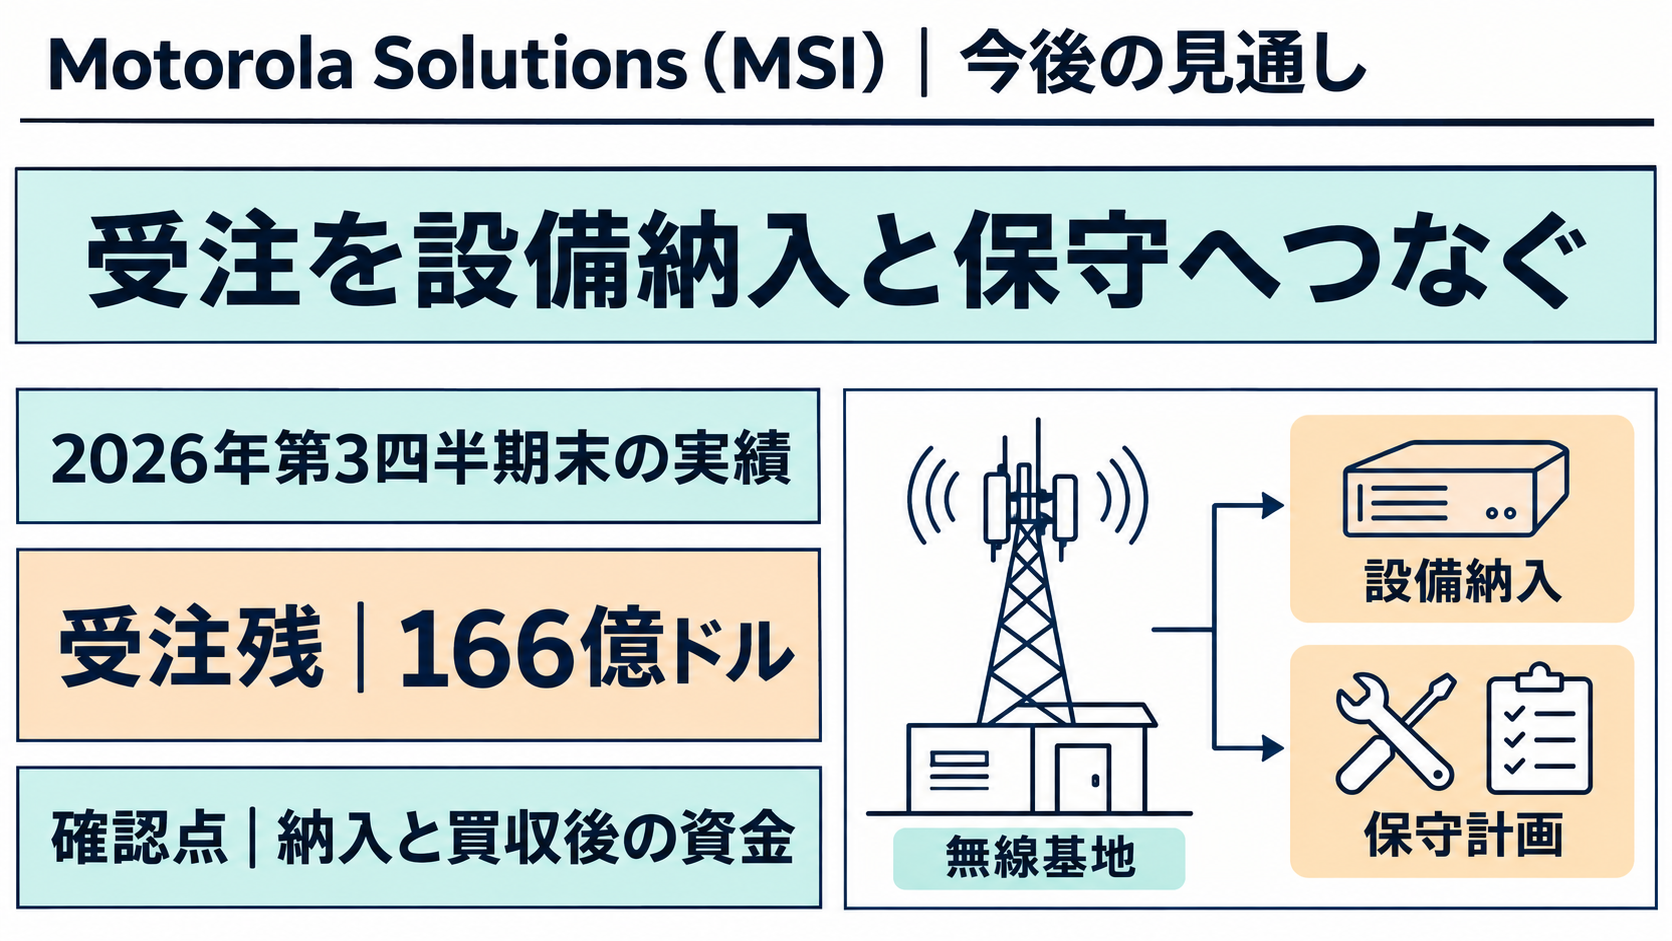 Motorola Solutions（MSI）｜今後の見通し
受注を設備納入と保守へつなぐ
2026年第3四半期末の実績
受注残｜166億ドル
確認点｜納入と買収後の資金
設備納入
保守計画
無線基地